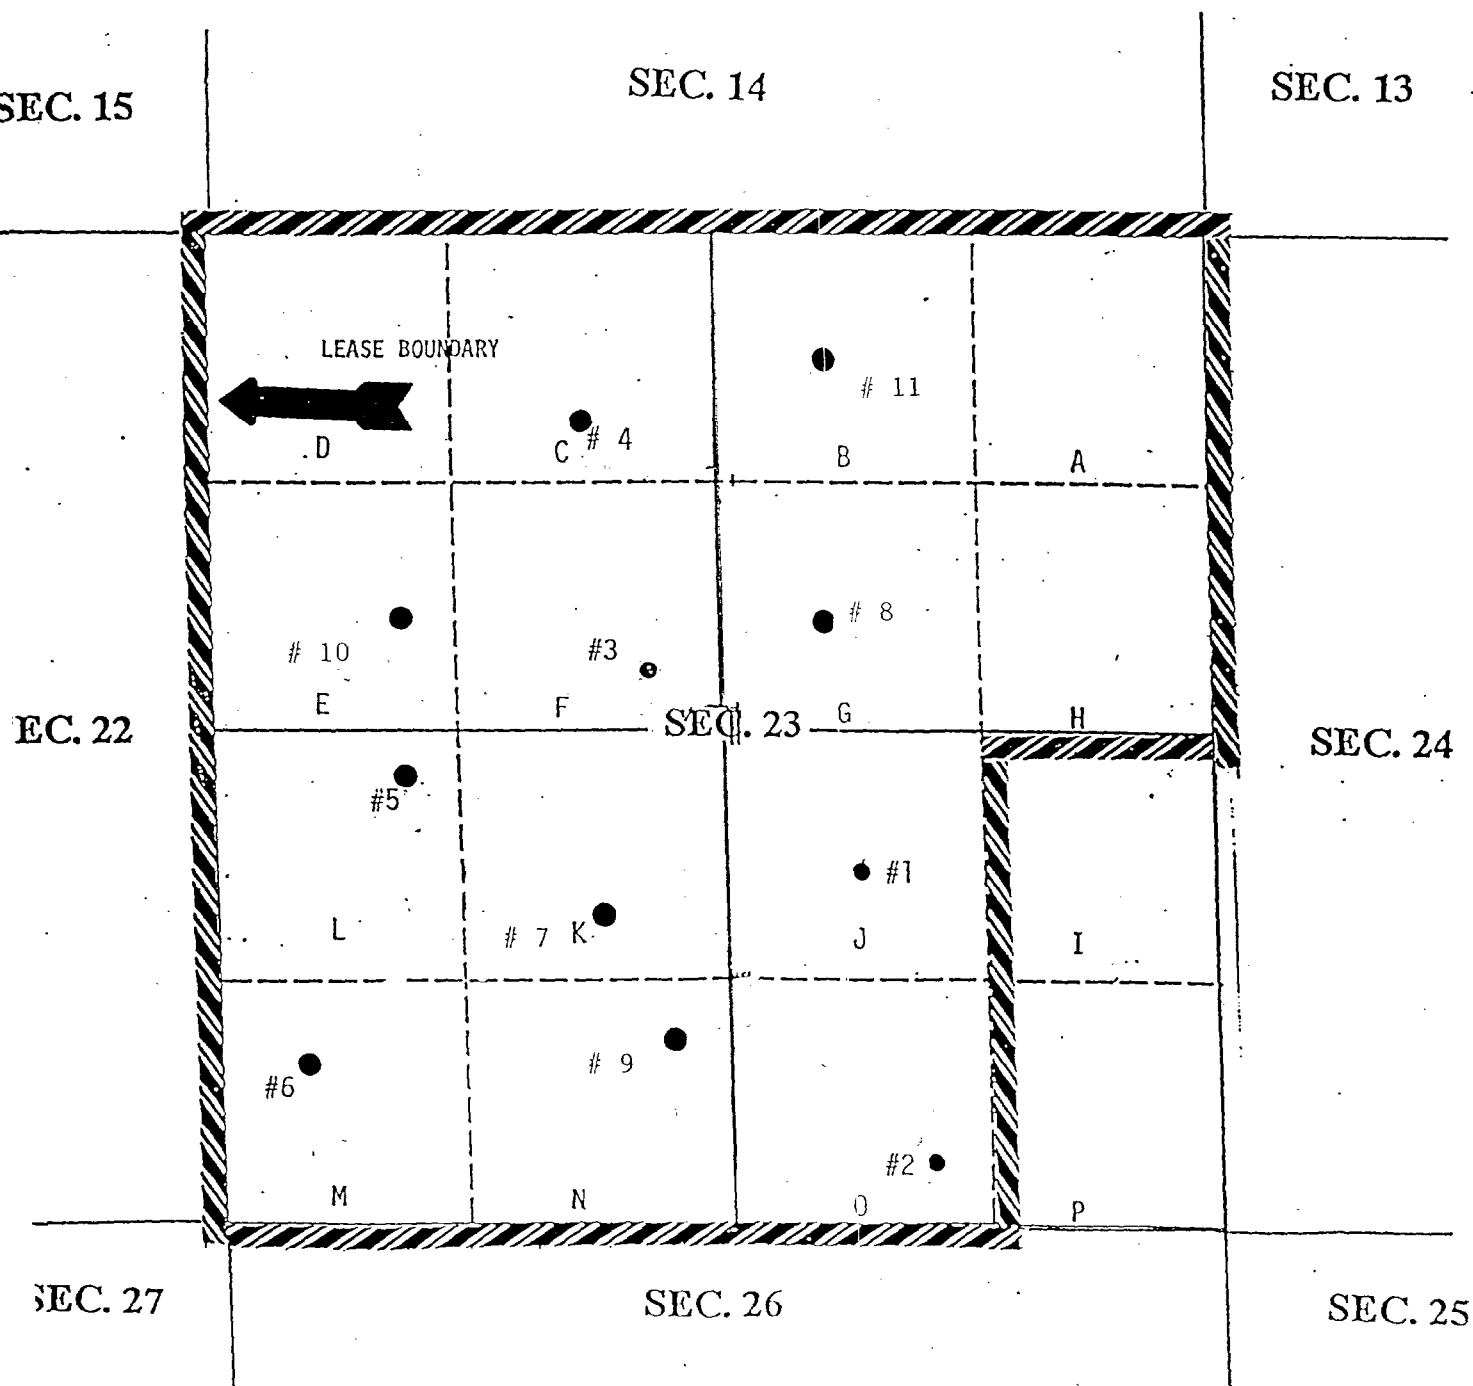 SEC. 15
SEC. 14
SEC. 13
LEASE BOUNDARY
# 11
# 4
D
C
B
A
# 8
# 10
#3
E
F
G
H
EC. 22
SEC. 23
SEC. 24
#5
#1
L
# 7
K
J
I
#6
# 9
#2
M
N
O
P
SEC. 27
SEC. 26
SEC. 25